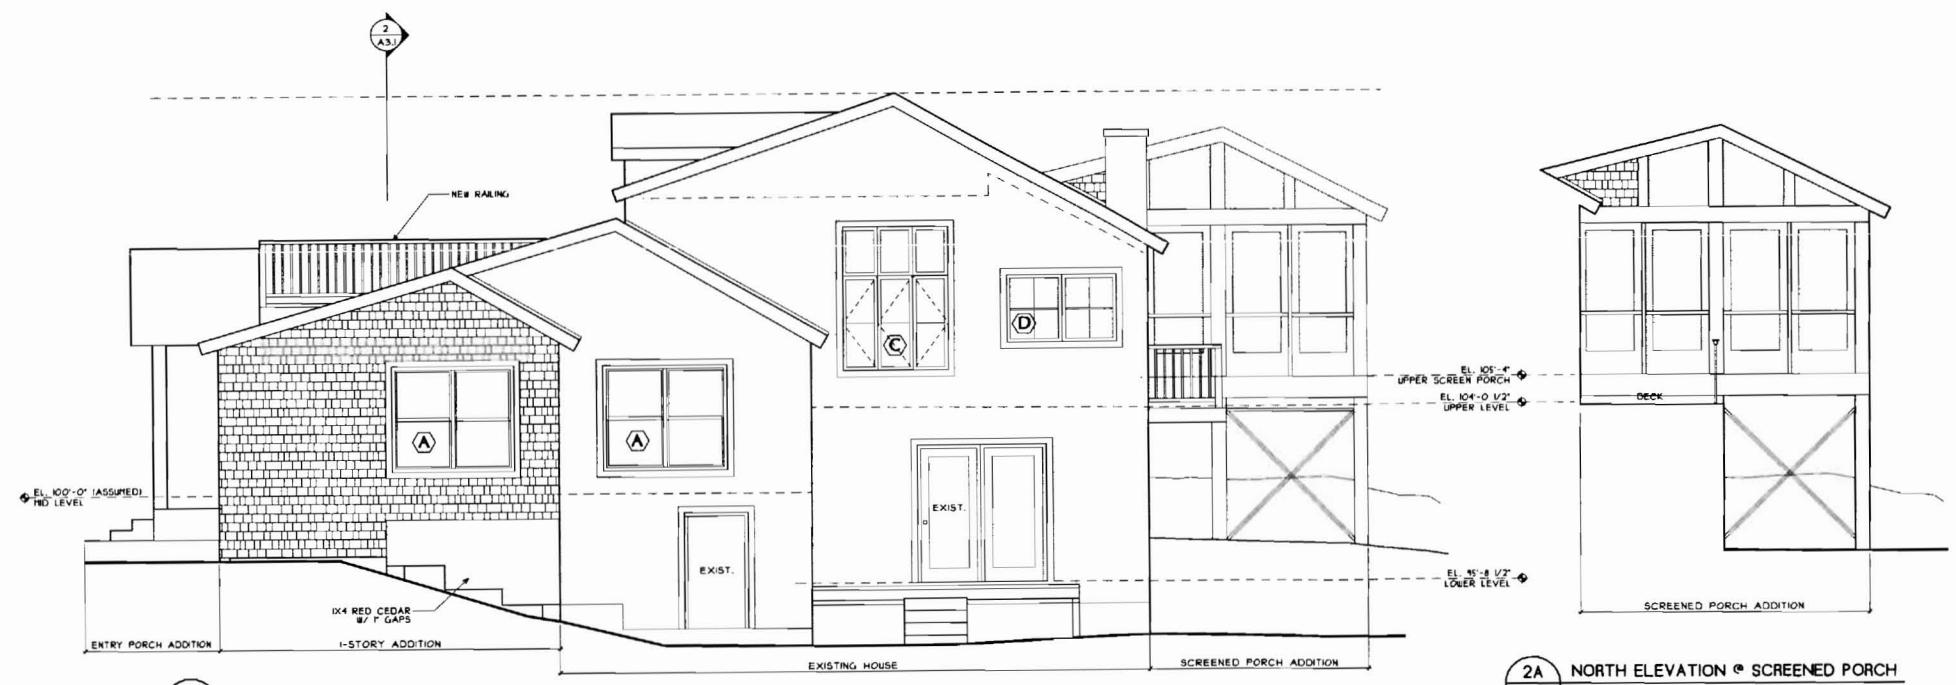 2
A3.1
NEW RAILING
C
D
A
A
EL. 105'-4"
UPPER SCREEN PORCH
EL. 104'-0 1/2"
UPPER LEVEL
DECK
EL. 100'-0" (ASSUMED)
MID LEVEL
EXIST.
EXIST.
EL. 95'-8 1/2"
LOWER LEVEL
1X4 RED CEDAR
W/ 1" GAPS
ENTRY PORCH ADDITION
1-STORY ADDITION
EXISTING HOUSE
SCREENED PORCH ADDITION
SCREENED PORCH ADDITION
2A
NORTH ELEVATION @ SCREENED PORCH